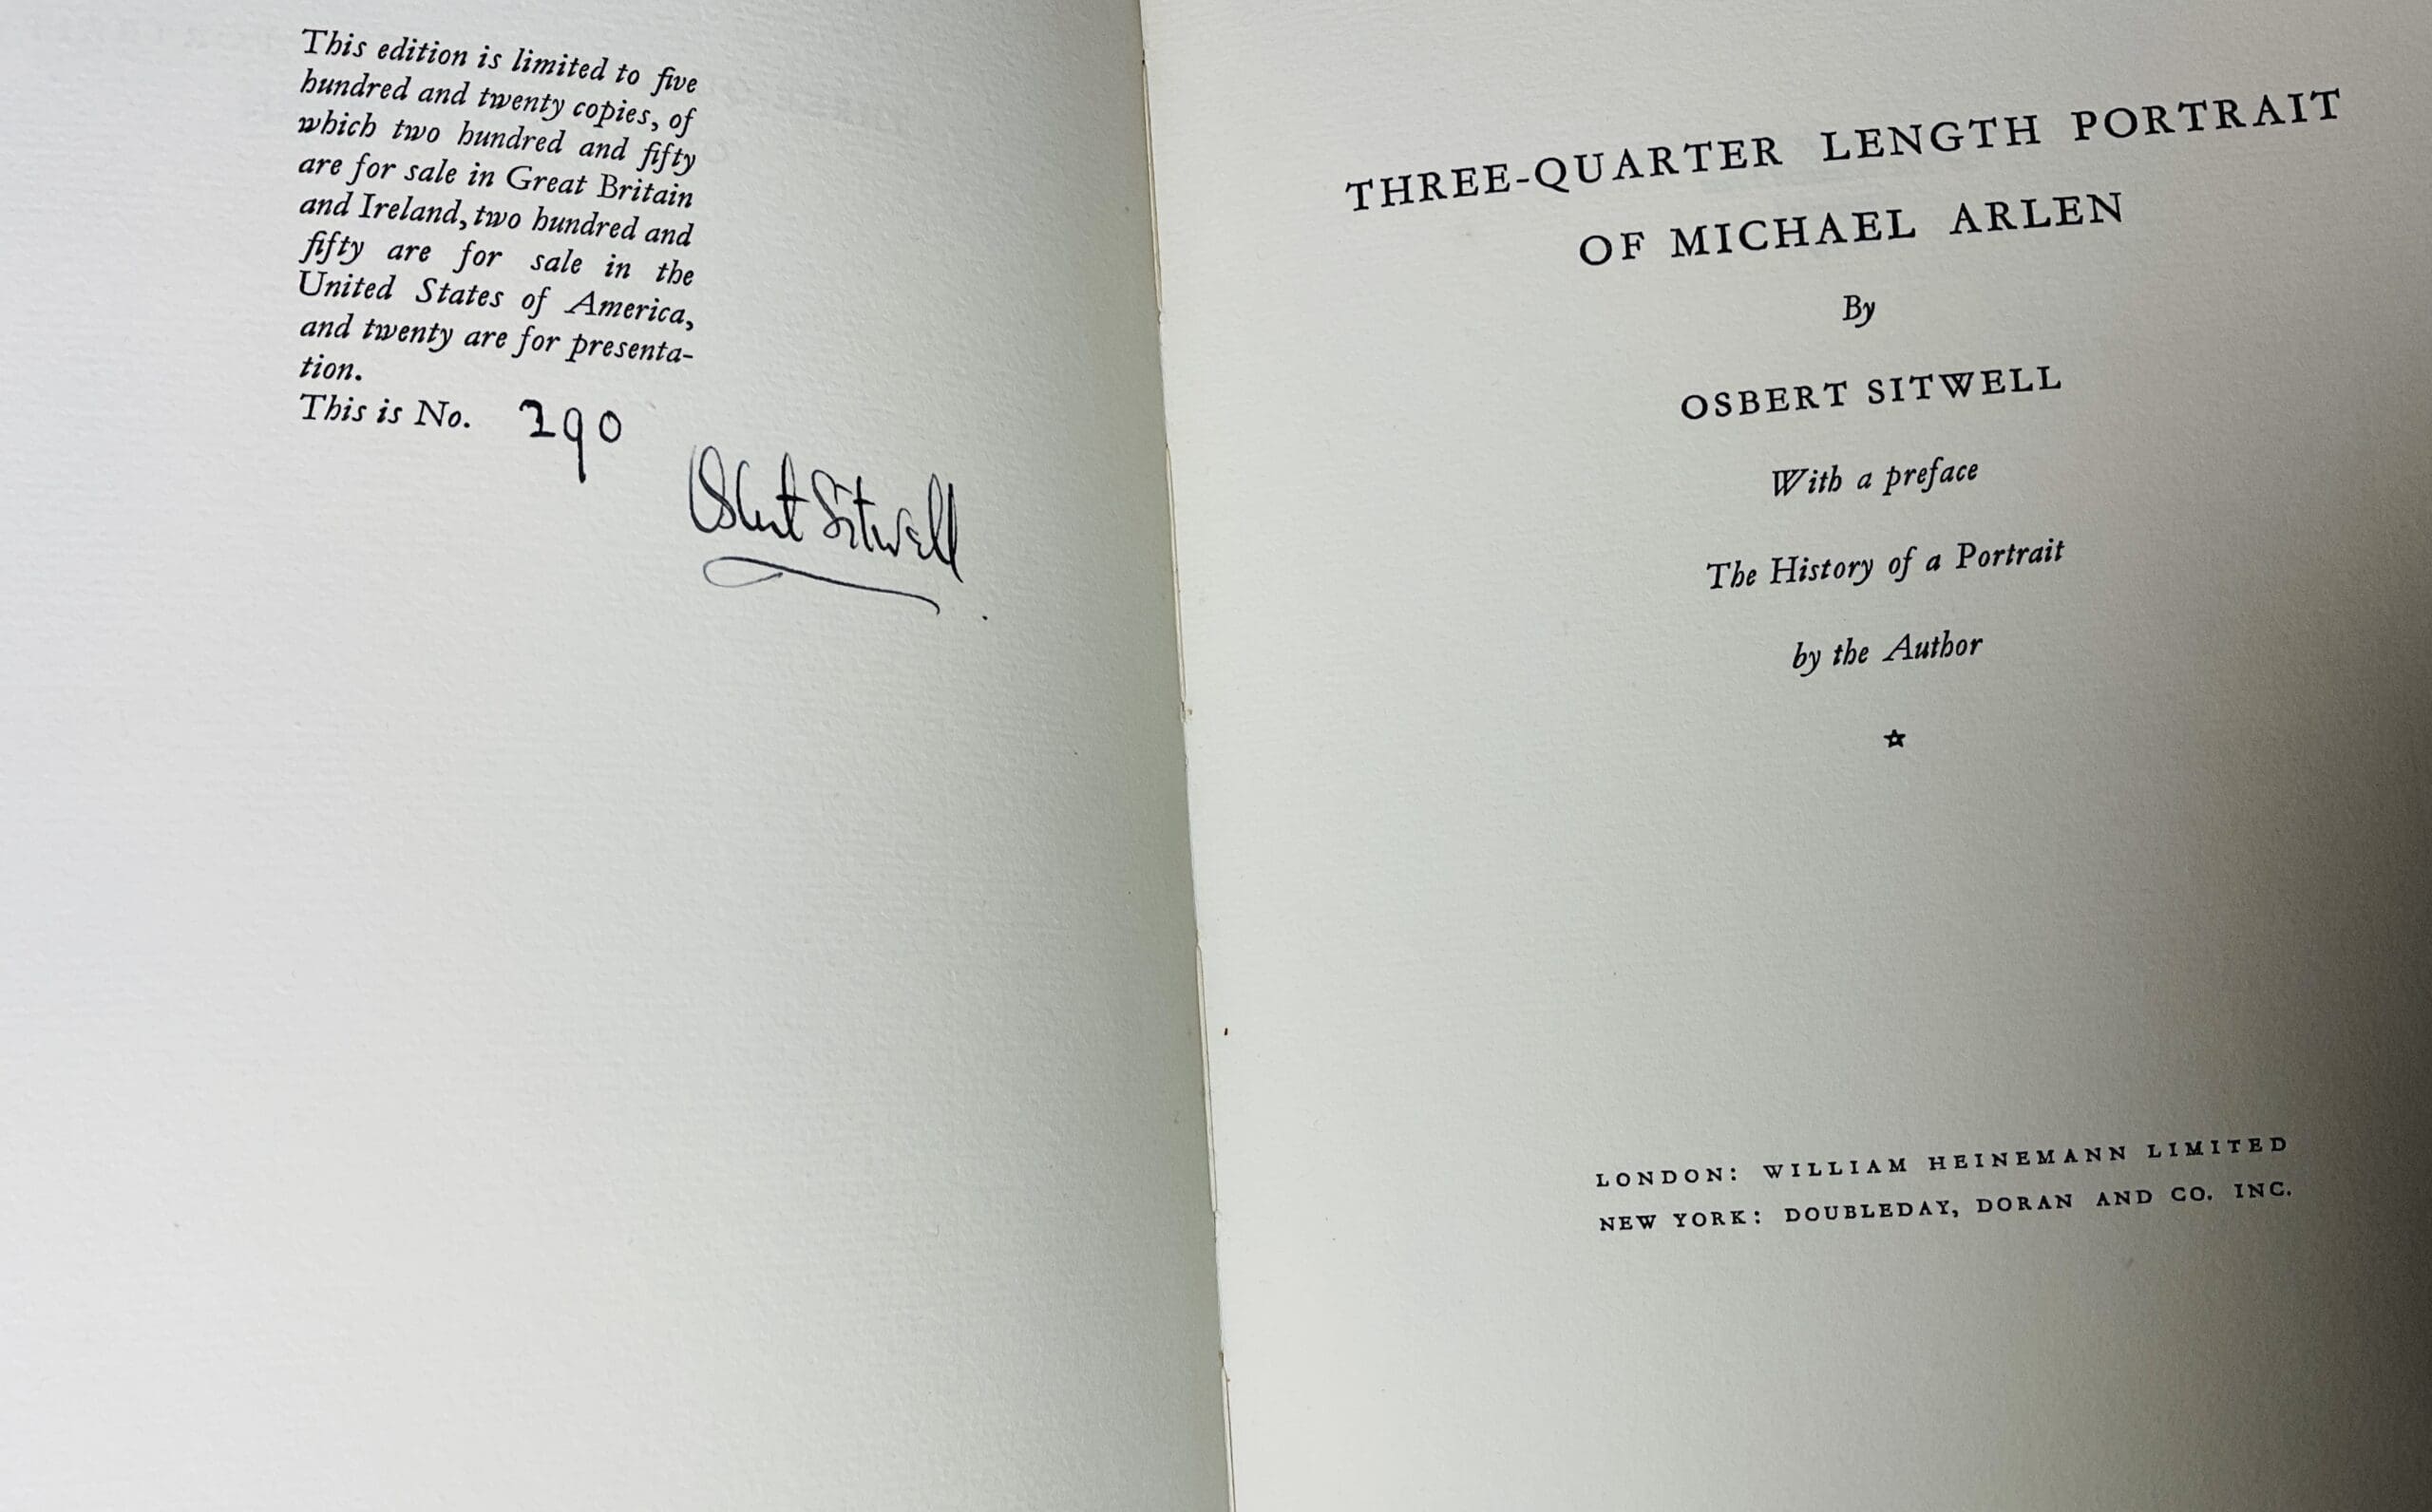 This edition is limited to five
hundred and twenty copies, of
which two hundred and fifty
are for sale in Great Britain
and Ireland, two hundred and
fifty are for sale in the
United States of America,
and twenty are for presenta-
tion.
This is No. 290
Osbert Sitwell
THREE-QUARTER LENGTH PORTRAIT
OF MICHAEL ARLEN
By
OSBERT SITWELL
With a preface
The History of a Portrait
by the Author
LONDON: WILLIAM HEINEMANN LIMITED
NEW YORK: DOUBLEDAY, DORAN AND CO. INC.